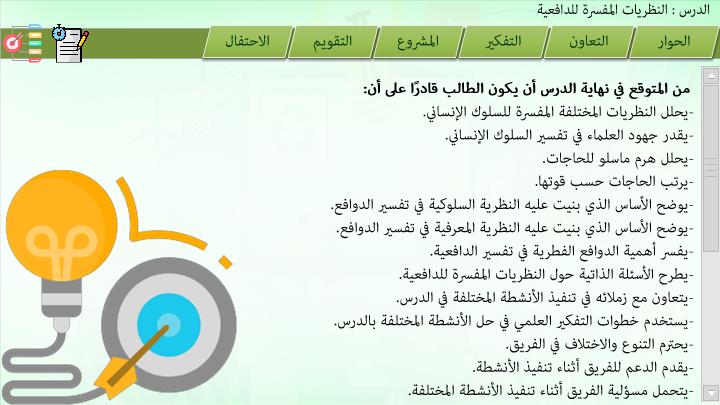 الدرس : النظريات المفسرة للدافعية
الحوار
التعاون
التفكير
المشروع
التقويم
الاحتفال
من المتوقع في نهاية الدرس أن يكون الطالب قادرًا على أن:
-يحلل النظريات المختلفة المفسرة للسلوك الإنساني.
-يقدر جهود العلماء في تفسير السلوك الإنساني.
-يحلل هرم ماسلو للحاجات.
-يرتب الحاجات حسب قوتها.
-يوضح الأساس الذي بنيت عليه النظرية السلوكية في تفسير الدوافع.
-يوضح الأساس الذي بنيت عليه النظرية المعرفية في تفسير الدوافع.
-يفسر أهمية الدوافع الفطرية في تفسير الدافعية.
-يطرح الأسئلة الذاتية حول النظريات المفسرة للدافعية.
-يتعاون مع زملائه في تنفيذ الأنشطة المختلفة في الدرس.
-يستخدم خطوات التفكير العلمي في حل الأنشطة المختلفة بالدرس.
-يحترم التنوع والاختلاف في الفريق.
-يقدم الدعم للفريق أثناء تنفيذ الأنشطة.
-يتحمل مسؤلية الفريق أثناء تنفيذ الأنشطة المختلفة.